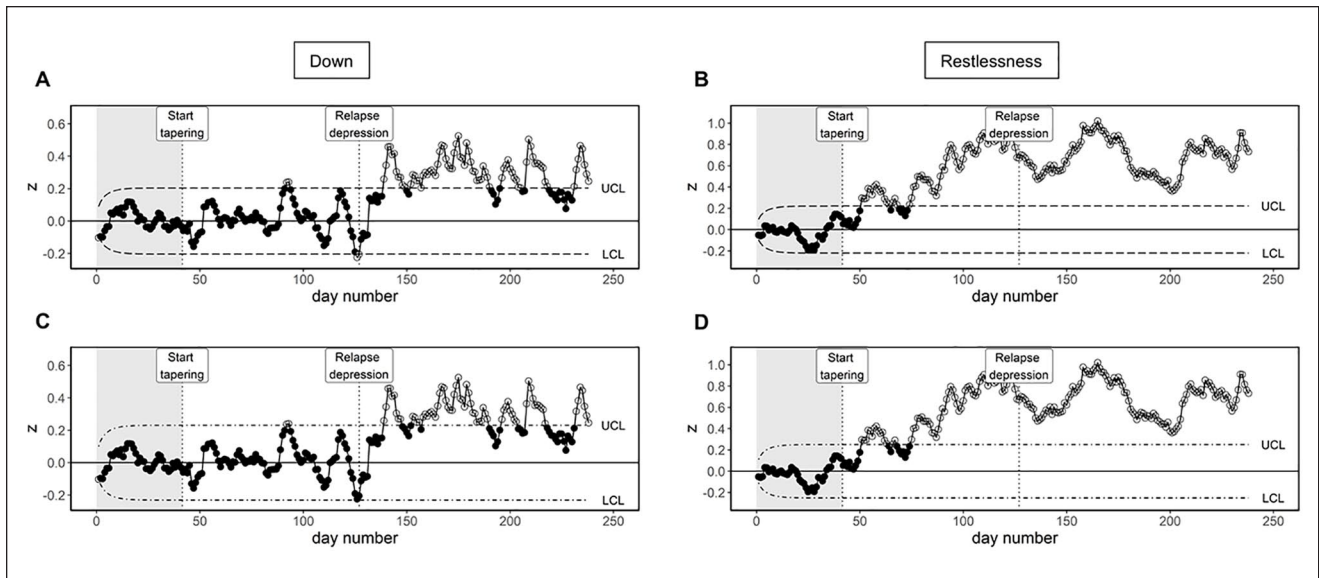 Down
Restlessness
A
Start
tapering
Relapse
depression
UCL
LCL
z
0.6
0.4
0.2
0.0
-0.2
0
50
100
150
200
250
day number
B
Start
tapering
Relapse
depression
UCL
LCL
z
1.0
0.8
0.6
0.4
0.2
0.0
-0.2
0
50
100
150
200
250
day number
C
Start
tapering
Relapse
depression
UCL
LCL
z
0.6
0.4
0.2
0.0
-0.2
0
50
100
150
200
250
day number
D
Start
tapering
Relapse
depression
UCL
LCL
z
1.0
0.8
0.6
0.4
0.2
0.0
-0.2
0
50
100
150
200
250
day number